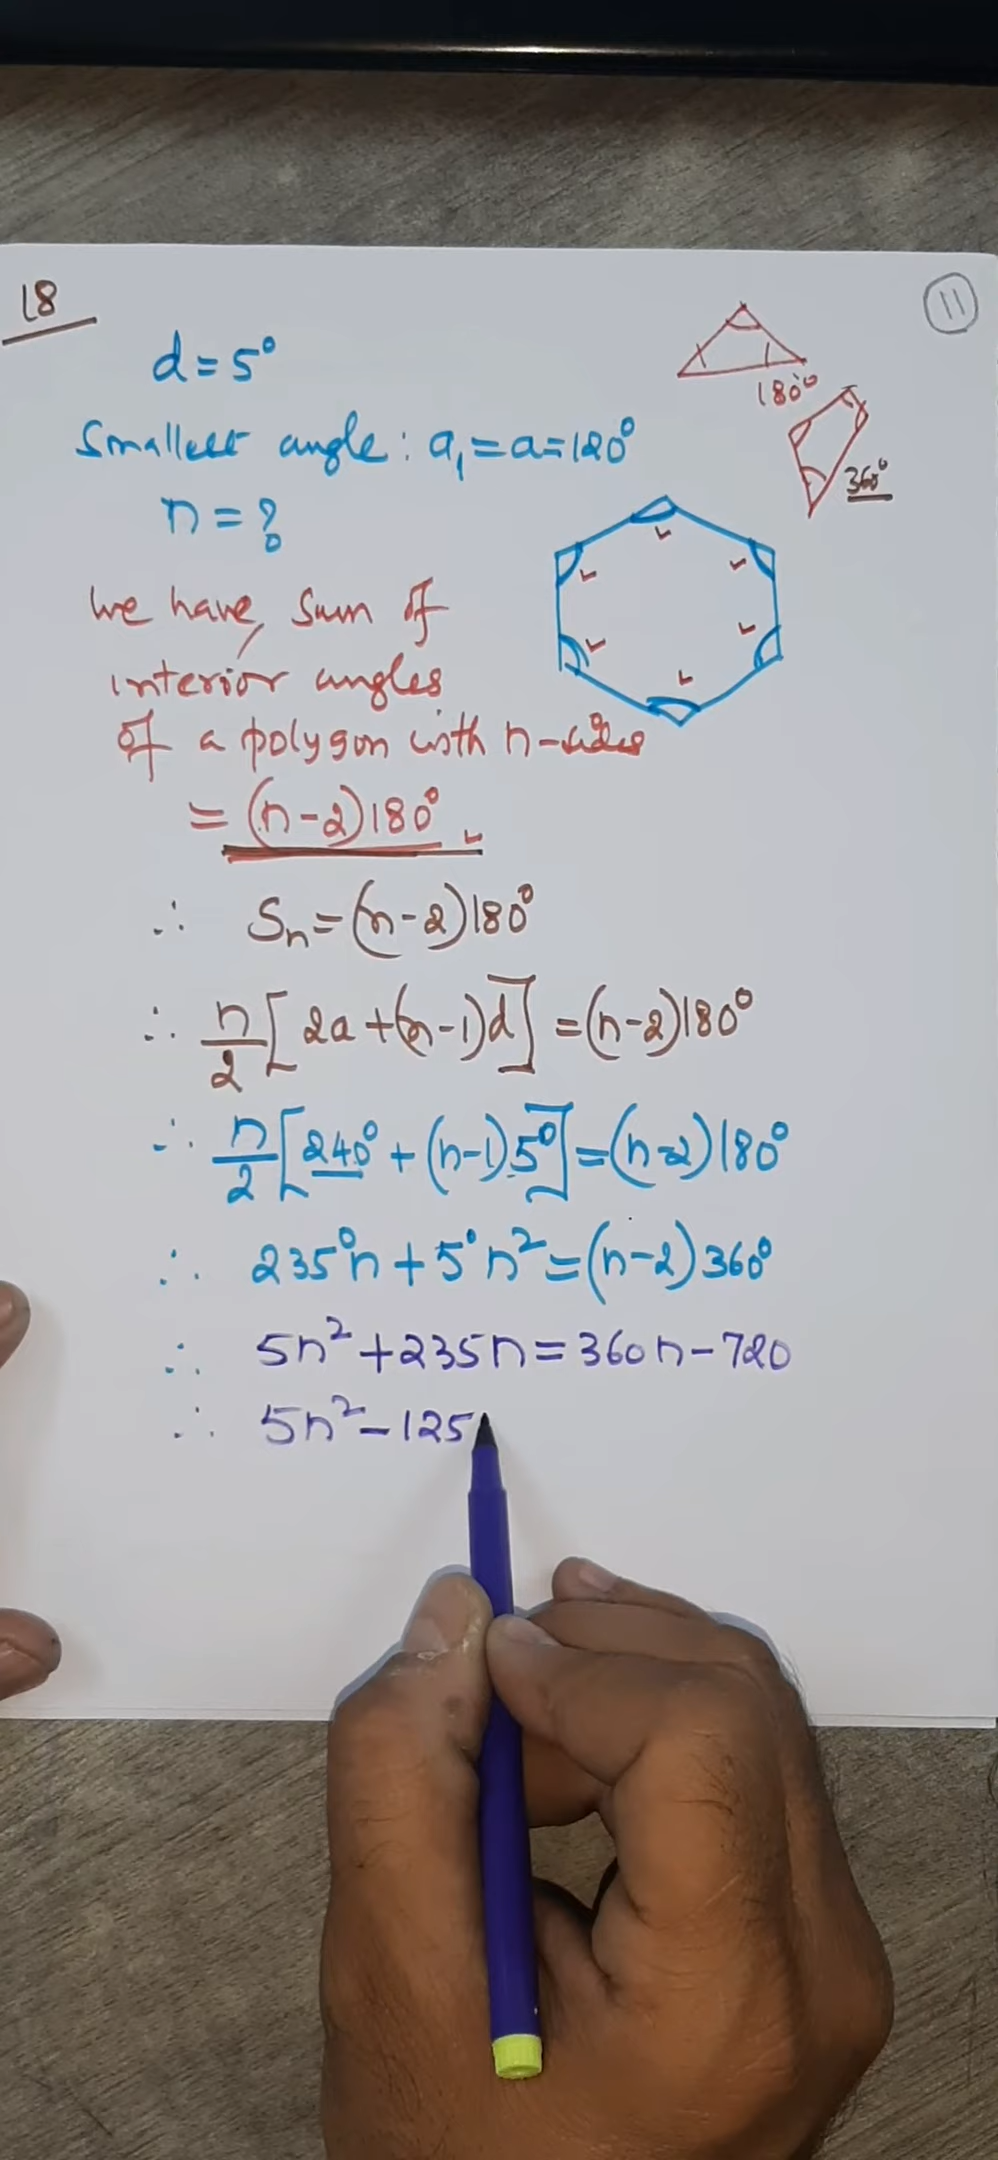 18
11
d = 5°
180°
Smallest angle : a₁ = a = 120°
360°
n = ?
We have, Sum of
interior angles
of a polygon with n-sides
= (n-2)180°
∴ Sₙ = (n-2)180°
∴ n/2 [2a + (n-1)d] = (n-2)180°
∴ n/2 [240° + (n-1)5°] = (n-2)180°
∴ 235°n + 5°n² = (n-2)360°
∴ 5n² + 235n = 360n - 720
∴ 5n² - 125